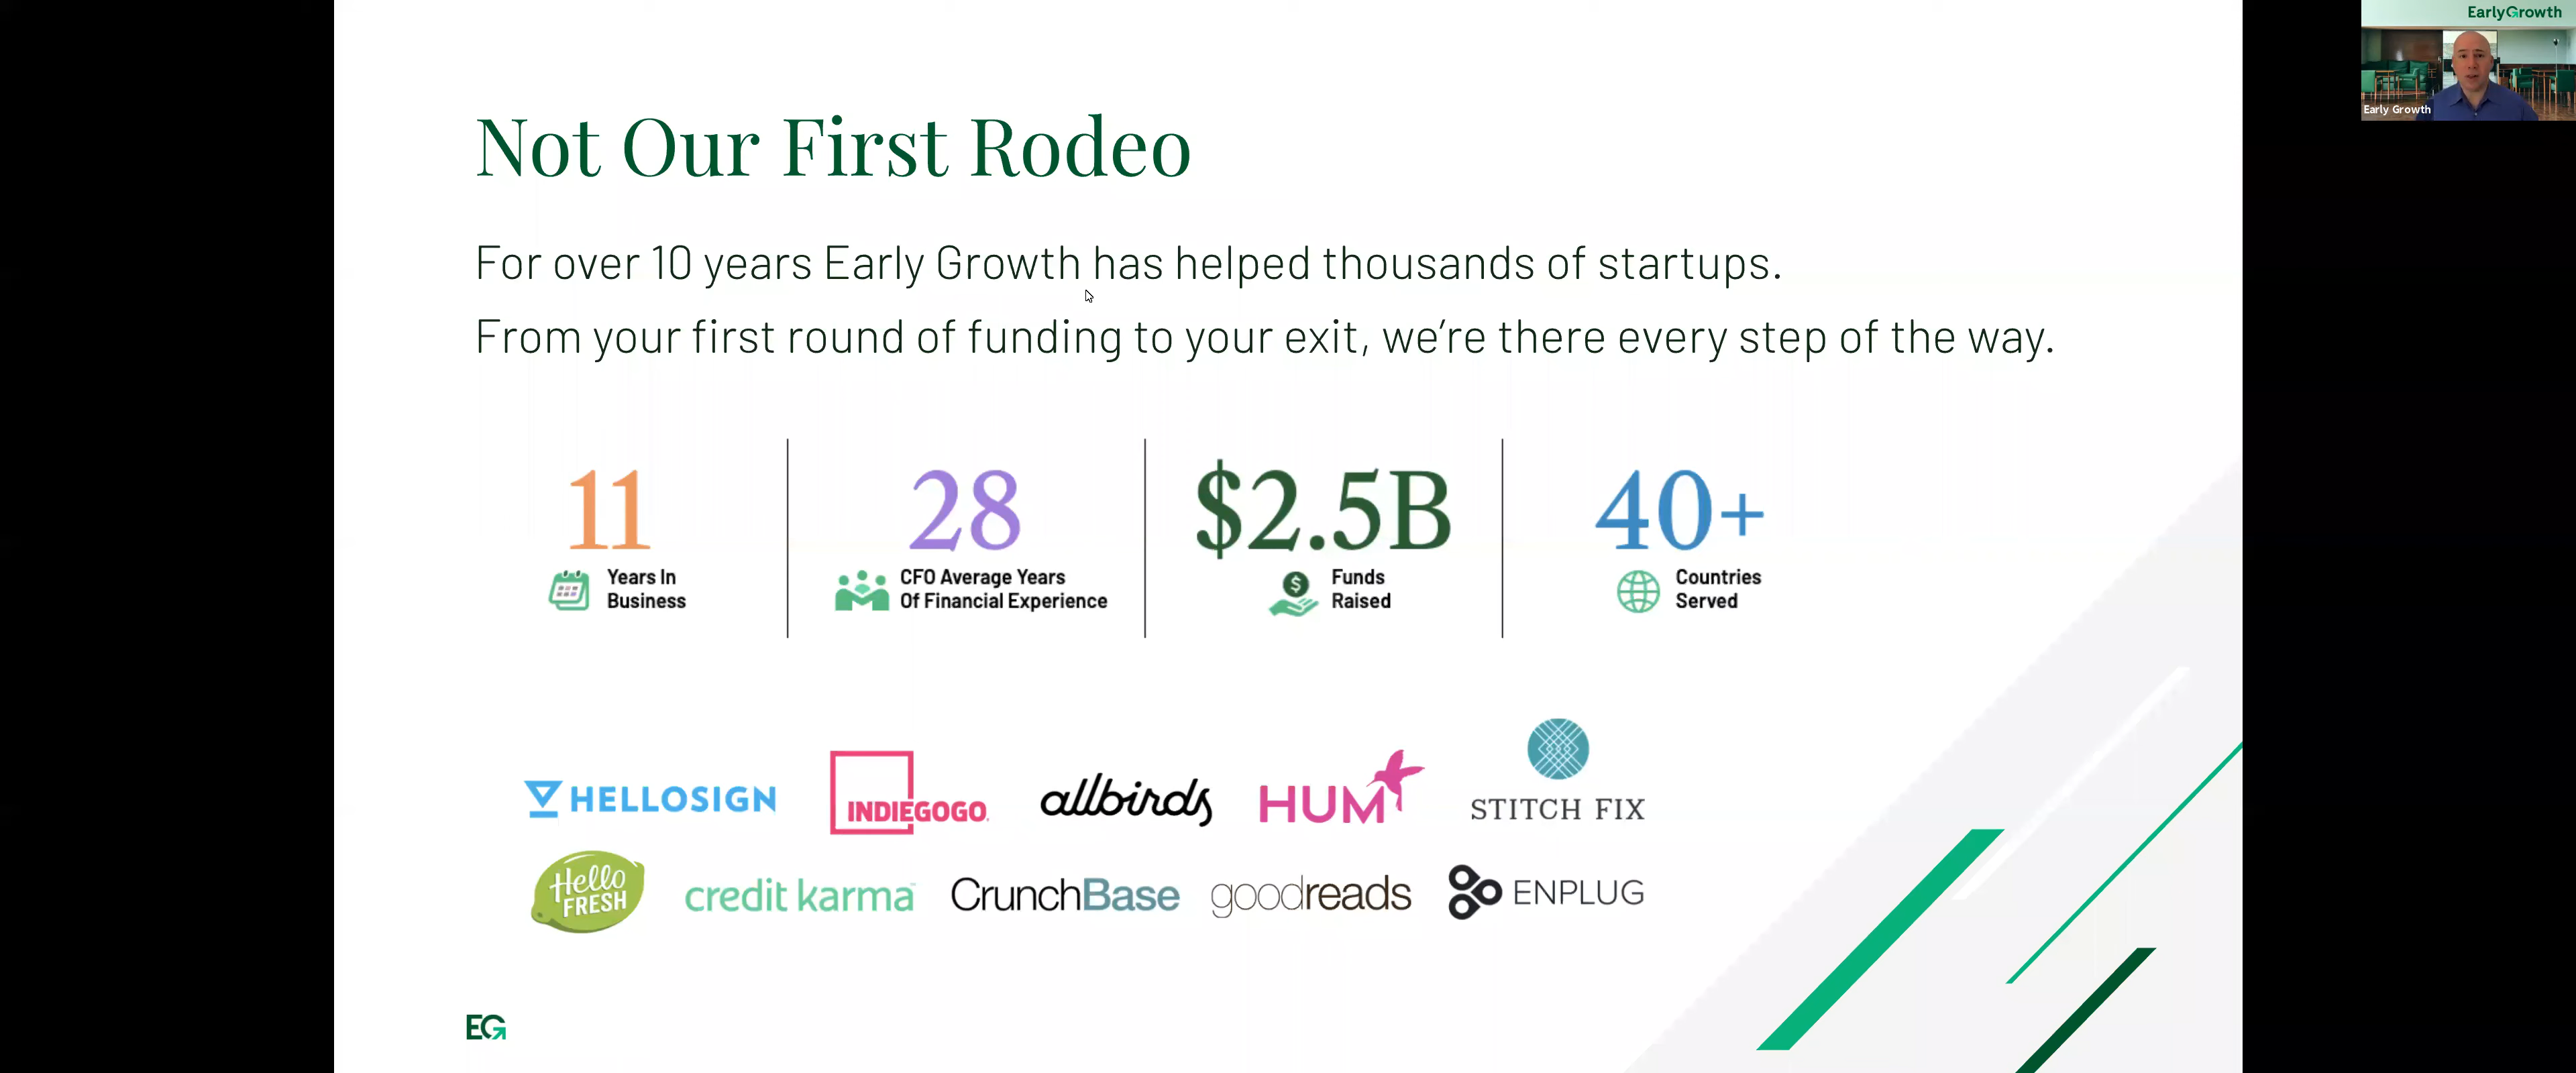 EarlyGrowth
Early Growth
Not Our First Rodeo
For over 10 years Early Growth has helped thousands of startups.
From your first round of funding to your exit, we're there every step of the way.
11
Years In
Business
28
CFO Average Years
Of Financial Experience
$2.5B
Funds
Raised
40+
Countries
Served
HELLOSIGN
INDIEGOGO
allbirds
HUM
STITCH FIX
Hello
FRESH
credit karma
CrunchBase
goodreads
ENPLUG
EG